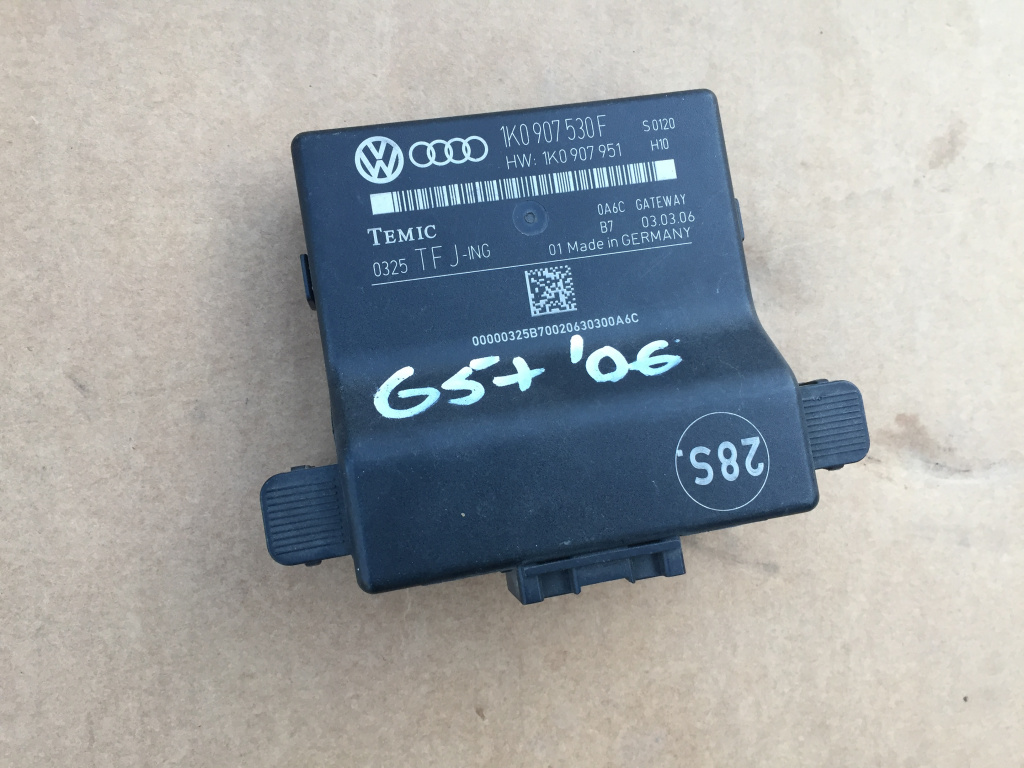 1K0 907 530 F S0120
HW: 1K0 907 951 H10
0A6C GATEWAY
TEMIC B7 03.03.06
0325 TF J-ING 01 Made in GERMANY
00000325B70020630300A6C
G5+ '06
28S.